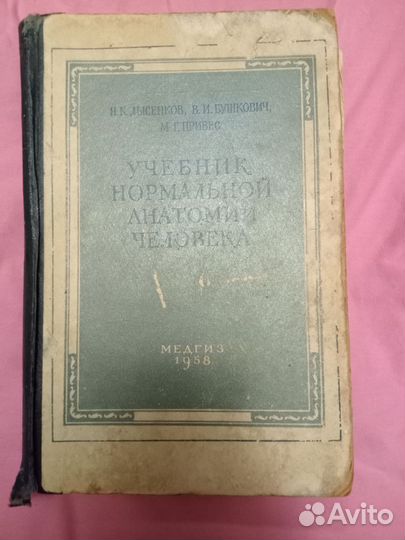 Н. К. ЛЫСЕНКОВ, В. И. БУШКОВИЧ,
М. Г. ПРИВЕС
УЧЕБНИК
НОРМАЛЬНОЙ
АНАТОМИИ
ЧЕЛОВЕКА
МЕДГИЗ
1958
Avito